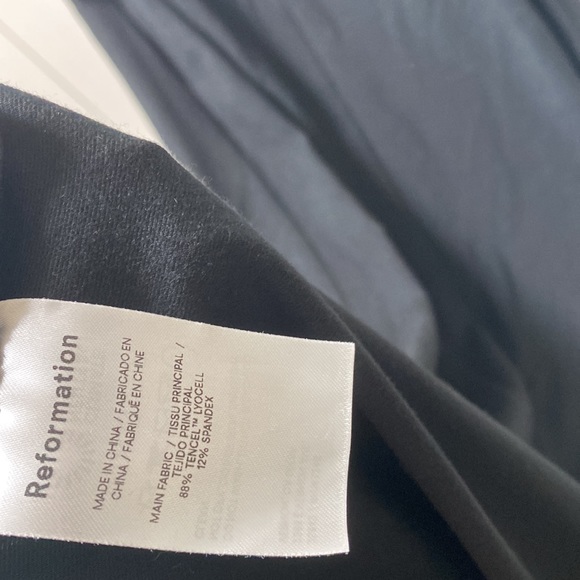 Reformation
MADE IN CHINA / FABRICADO EN
CHINA / FABRIQUÉ EN CHINE
MAIN FABRIC / TISSU PRINCIPAL /
TEJIDO PRINCIPAL
88% TENCEL™ LYOCELL
12% SPANDEX